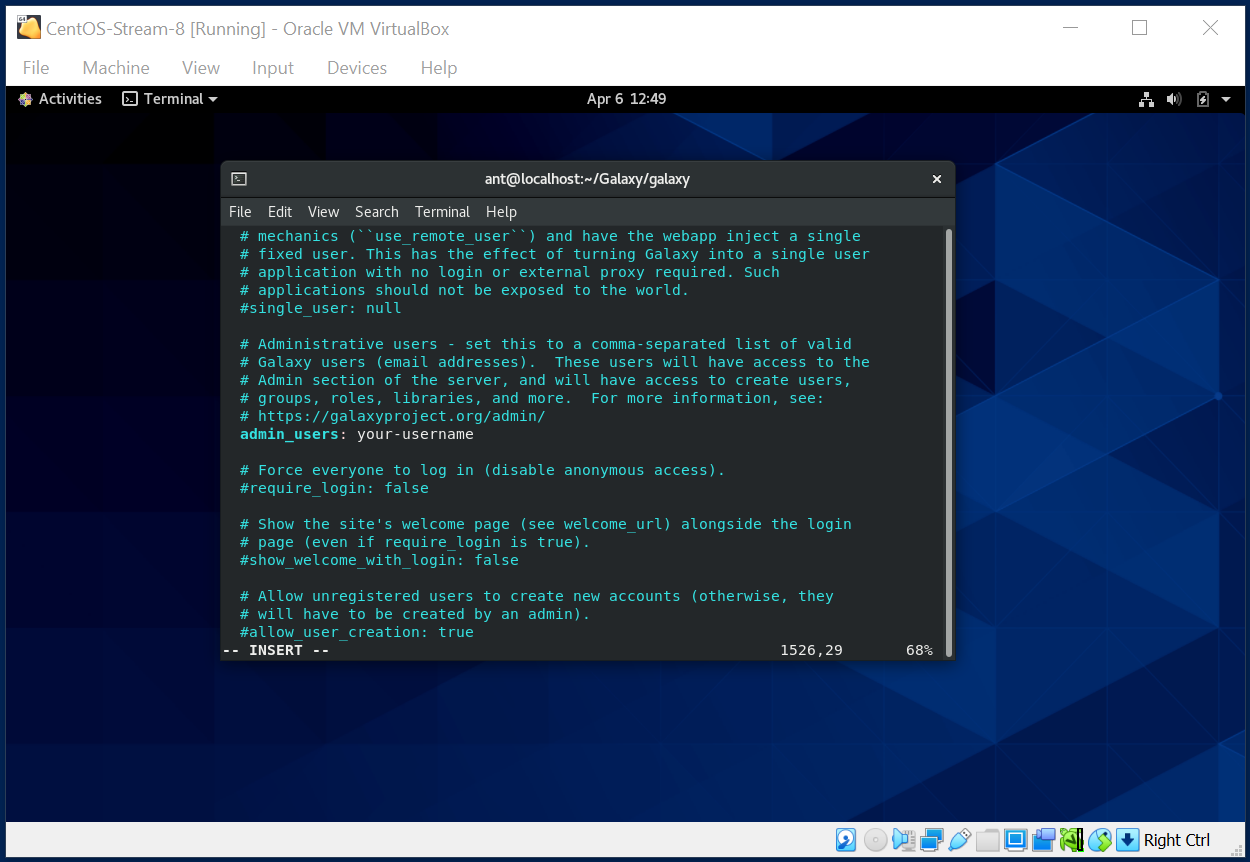 64
CentOS-Stream-8 [Running] - Oracle VM VirtualBox
File Machine View Input Devices Help
Activities Terminal Apr 6 12:49
ant@localhost:~/Galaxy/galaxy
File Edit View Search Terminal Help
# mechanics (``use_remote_user``) and have the webapp inject a single
# fixed user. This has the effect of turning Galaxy into a single user
# application with no login or external proxy required. Such
# applications should not be exposed to the world.
#single_user: null
# Administrative users - set this to a comma-separated list of valid
# Galaxy users (email addresses).  These users will have access to the
# Admin section of the server, and will have access to create users,
# groups, roles, libraries, and more.  For more information, see:
# https://galaxyproject.org/admin/
admin_users: your-username
# Force everyone to log in (disable anonymous access).
#require_login: false
# Show the site's welcome page (see welcome_url) alongside the login
# page (even if require_login is true).
#show_welcome_with_login: false
# Allow unregistered users to create new accounts (otherwise, they
# will have to be created by an admin).
#allow_user_creation: true
-- INSERT -- 1526,29 68%
Right Ctrl